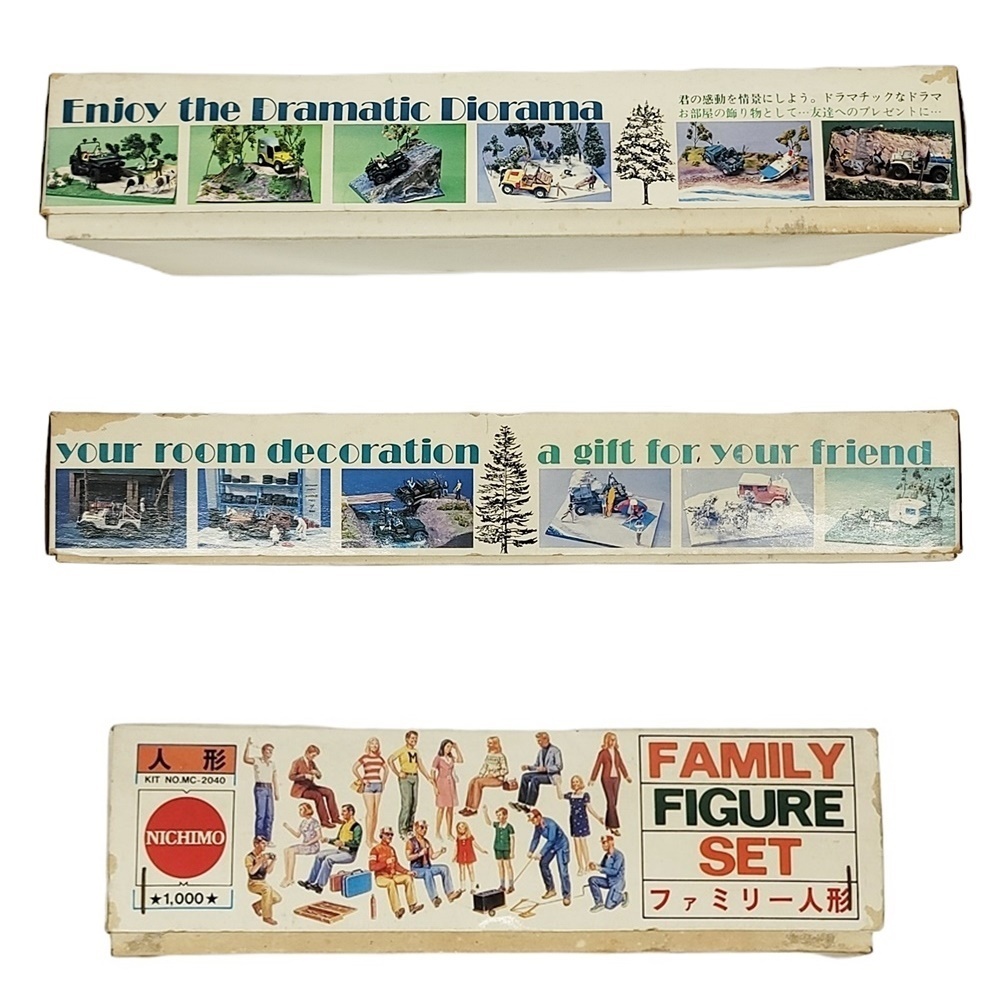 Enjoy the Dramatic Diorama
君の感動を情景にしよう。ドラマチックなドラマ
お部屋の飾り物として…友達へのプレゼントに…
your room decoration
a gift for your friend
人形
KIT NO.MC-2040
NICHIMO
★1,000★
M
FAMILY
FIGURE
SET
ファミリー人形